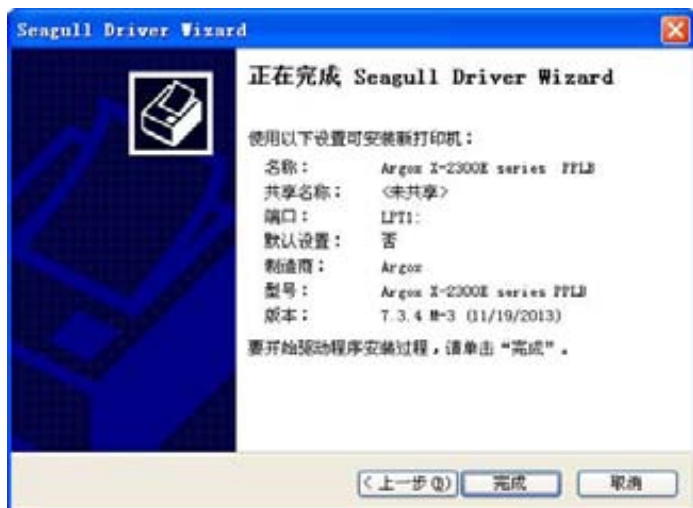 Seagull Driver Wizard
正在完成 Seagull Driver Wizard
使用以下设置可安装新打印机：
名称： Argox X-2300E series PPLB
共享名称： <未共享>
端口： LPT1:
默认设置： 否
制造商： Argox
型号： Argox X-2300E series PPLB
版本： 7.3.4 M-3 (11/19/2013)
要开始驱动程序安装过程，请单击 "完成" 。
< 上一步(B) 完成 取消